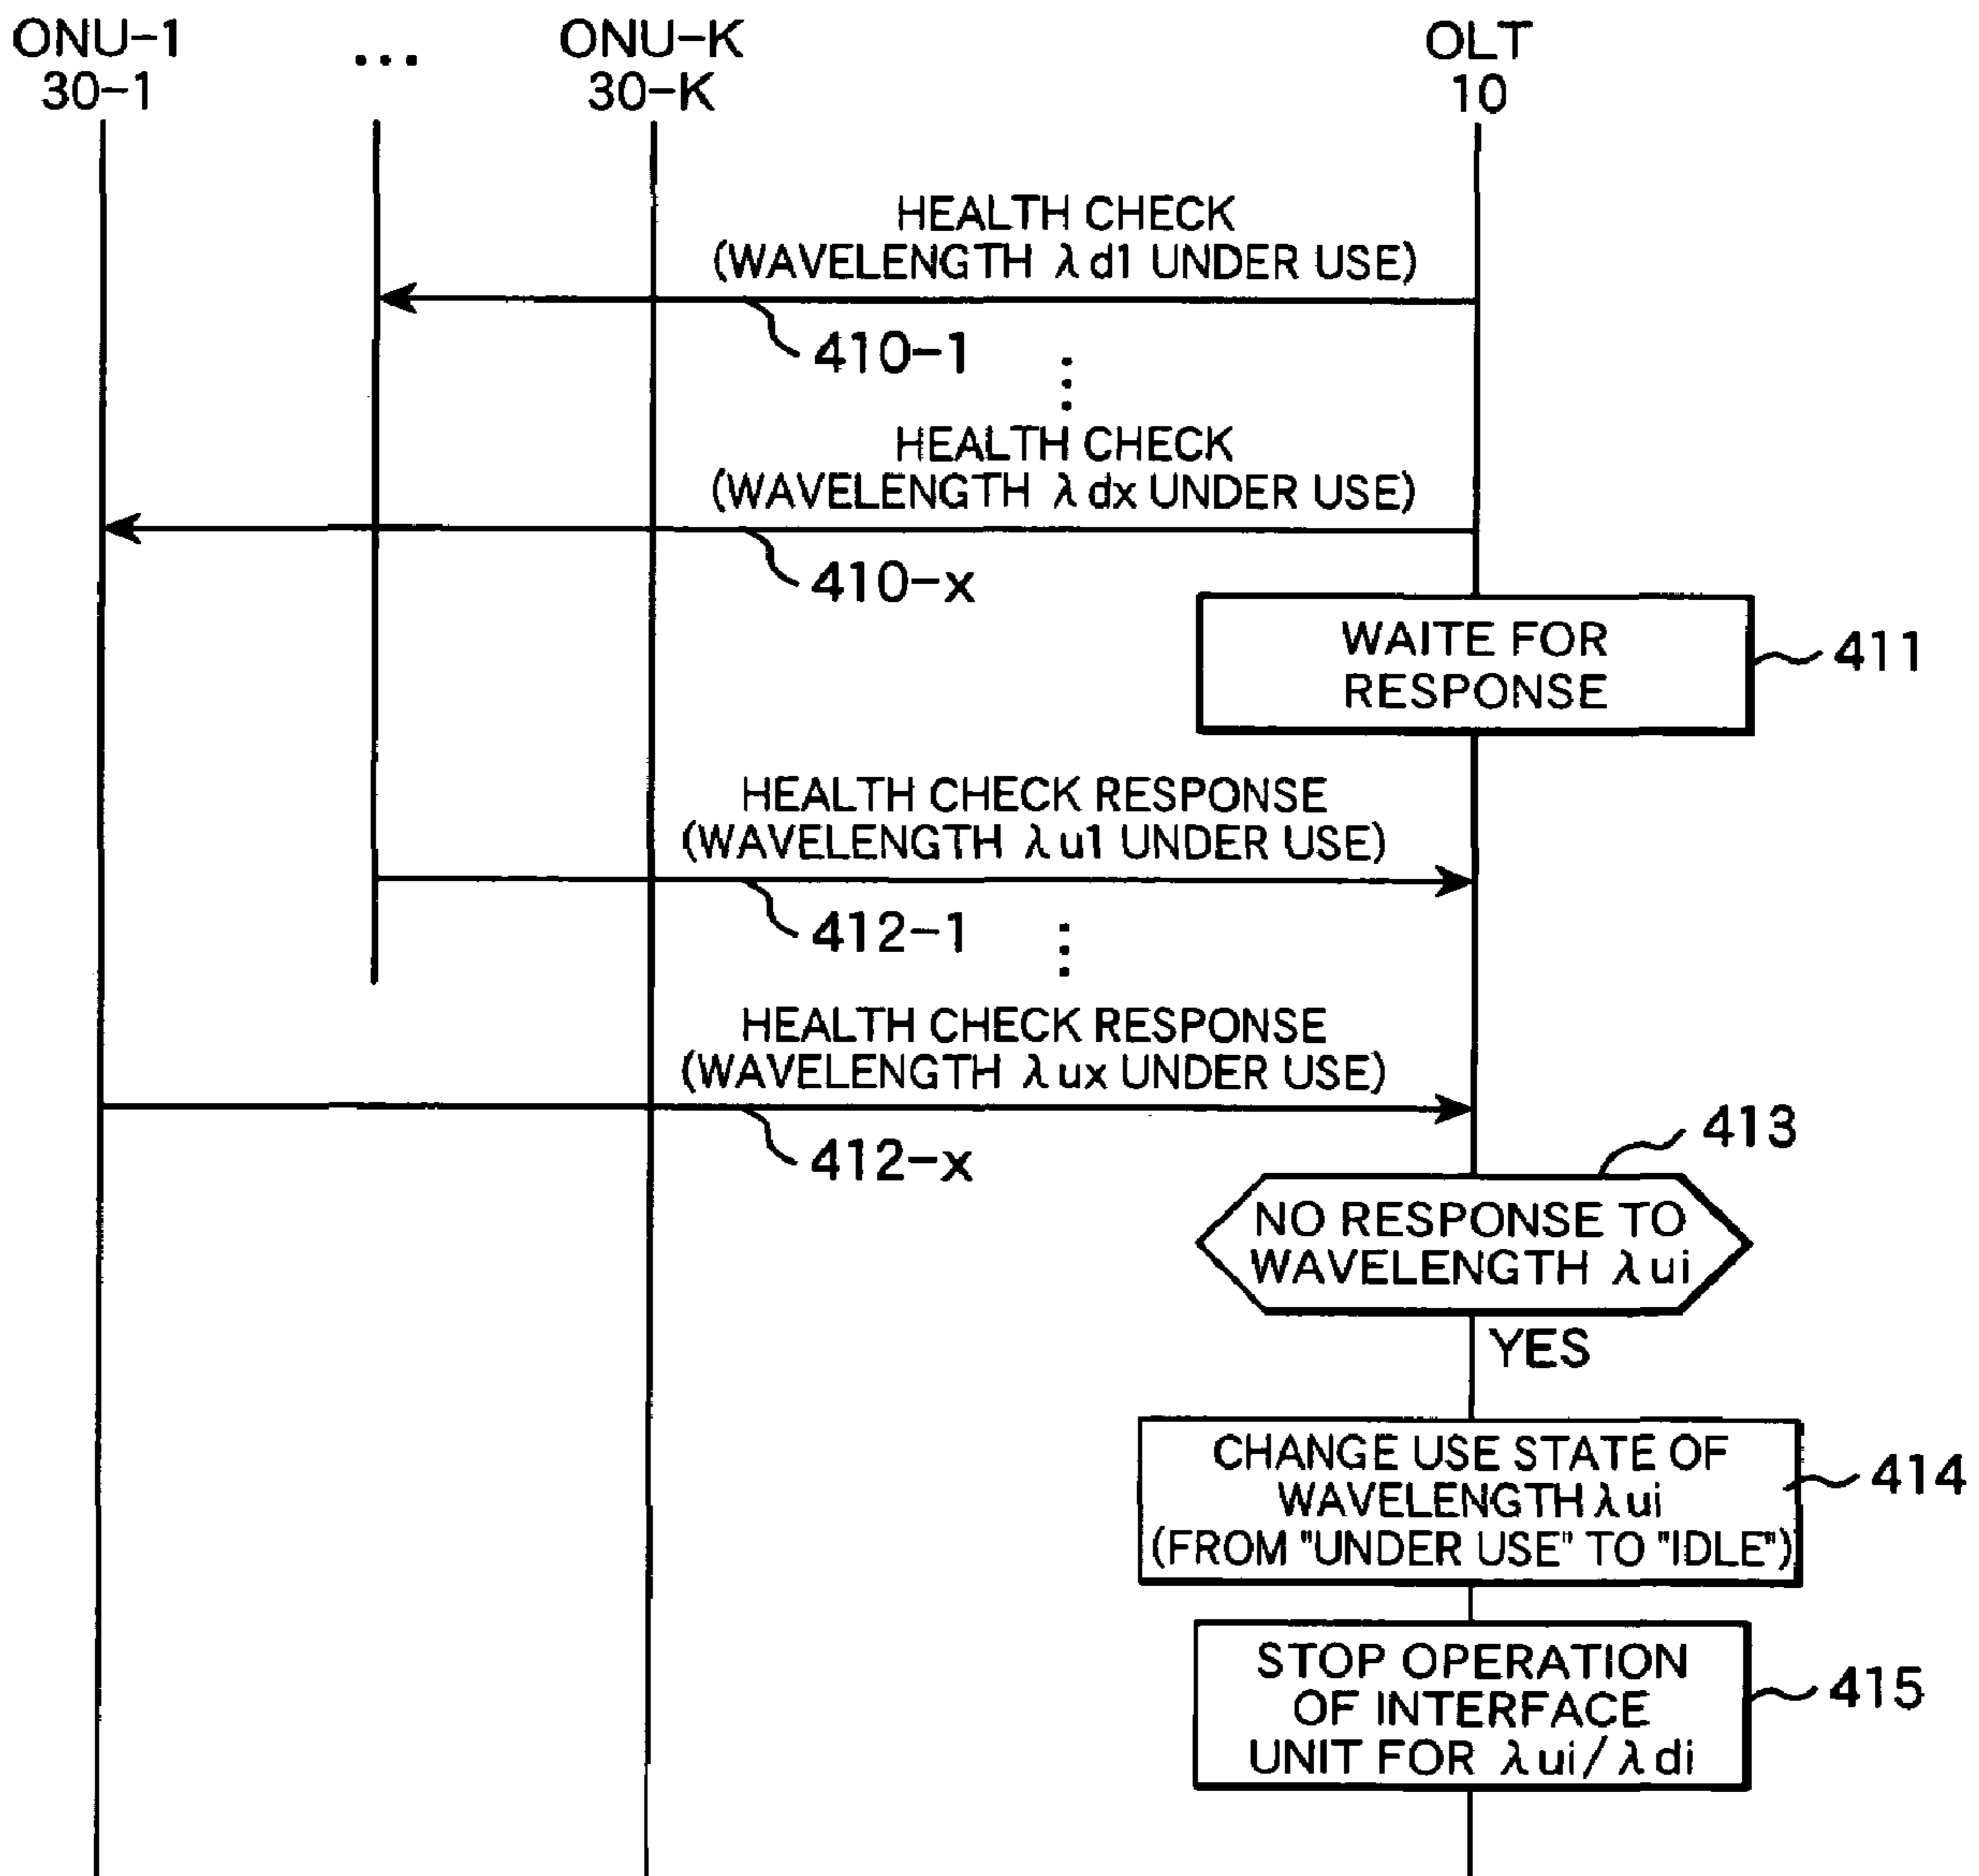 ONU-1
30-1
...
ONU-K
30-K
OLT
10
HEALTH CHECK
(WAVELENGTH λd1 UNDER USE)
410-1
HEALTH CHECK
(WAVELENGTH λdx UNDER USE)
410-x
WAITE FOR
RESPONSE
411
HEALTH CHECK RESPONSE
(WAVELENGTH λu1 UNDER USE)
412-1
HEALTH CHECK RESPONSE
(WAVELENGTH λux UNDER USE)
412-x
413
NO RESPONSE TO
WAVELENGTH λui
YES
CHANGE USE STATE OF
WAVELENGTH λui
(FROM "UNDER USE" TO "IDLE")
414
STOP OPERATION
OF INTERFACE
UNIT FOR λui/λdi
415